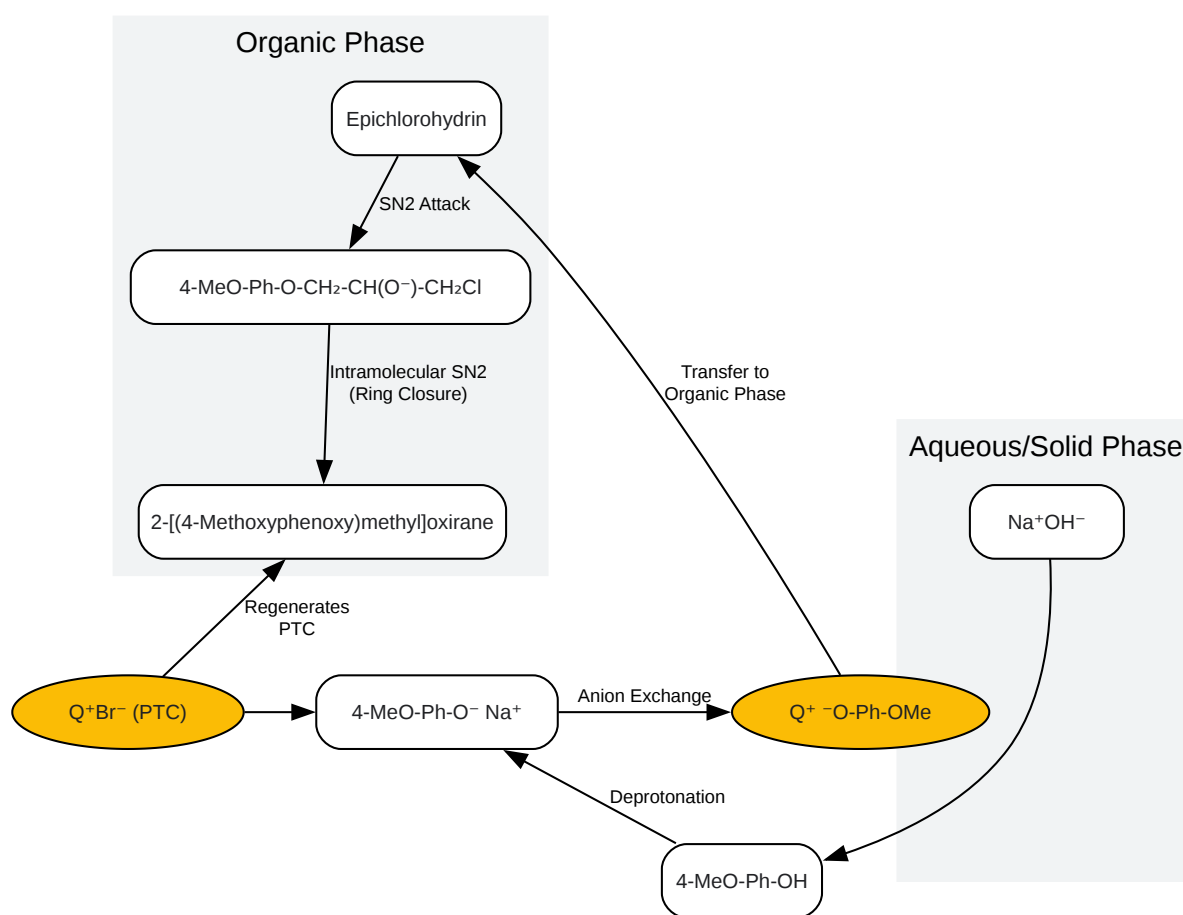 Organic Phase
Epichlorohydrin
SN2 Attack
4-MeO-Ph-O-CH₂-CH(O⁻)-CH₂Cl
Intramolecular SN2
(Ring Closure)
Transfer to
Organic Phase
Aqueous/Solid Phase
2-[(4-Methoxyphenoxy)methyl]oxirane
Na⁺OH⁻
Regenerates
PTC
Q⁺Br⁻ (PTC)
4-MeO-Ph-O⁻ Na⁺
Anion Exchange
Q⁺ ⁻O-Ph-OMe
Deprotonation
4-MeO-Ph-OH